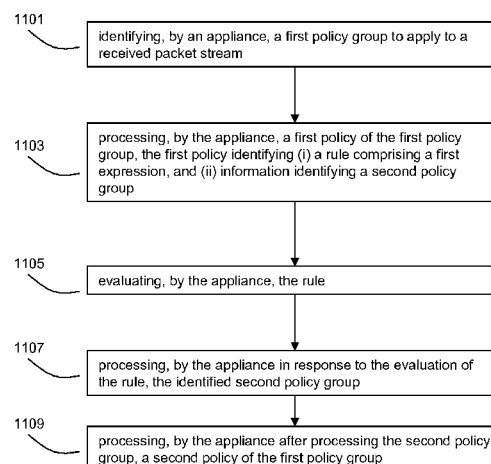 1101
identifying, by an appliance, a first policy group to apply to a
received packet stream
1103
processing, by the appliance, a first policy of the first policy
group, the first policy identifying (i) a rule comprising a first
expression, and (ii) information identifying a second policy
group
1105
evaluating, by the appliance, the rule
1107
processing, by the appliance in response to the evaluation of
the rule, the identified second policy group
1109
processing, by the appliance after processing the second policy
group, a second policy of the first policy group